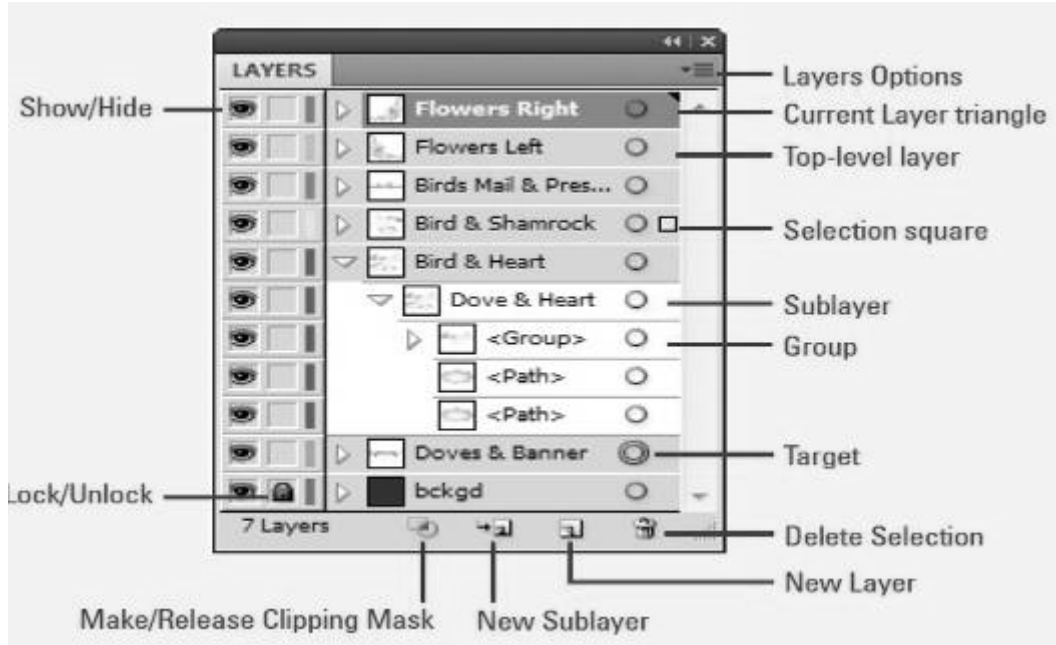 LAYERS
Layers Options
Show/Hide
Flowers Right
Current Layer triangle
Flowers Left
Top-level layer
Birds Mail & Pres...
Bird & Shamrock
Selection square
Bird & Heart
Dove & Heart
Sublayer
<Group>
Group
<Path>
<Path>
Doves & Banner
Target
Lock/Unlock
bckgd
7 Layers
Delete Selection
New Layer
Make/Release Clipping Mask
New Sublayer